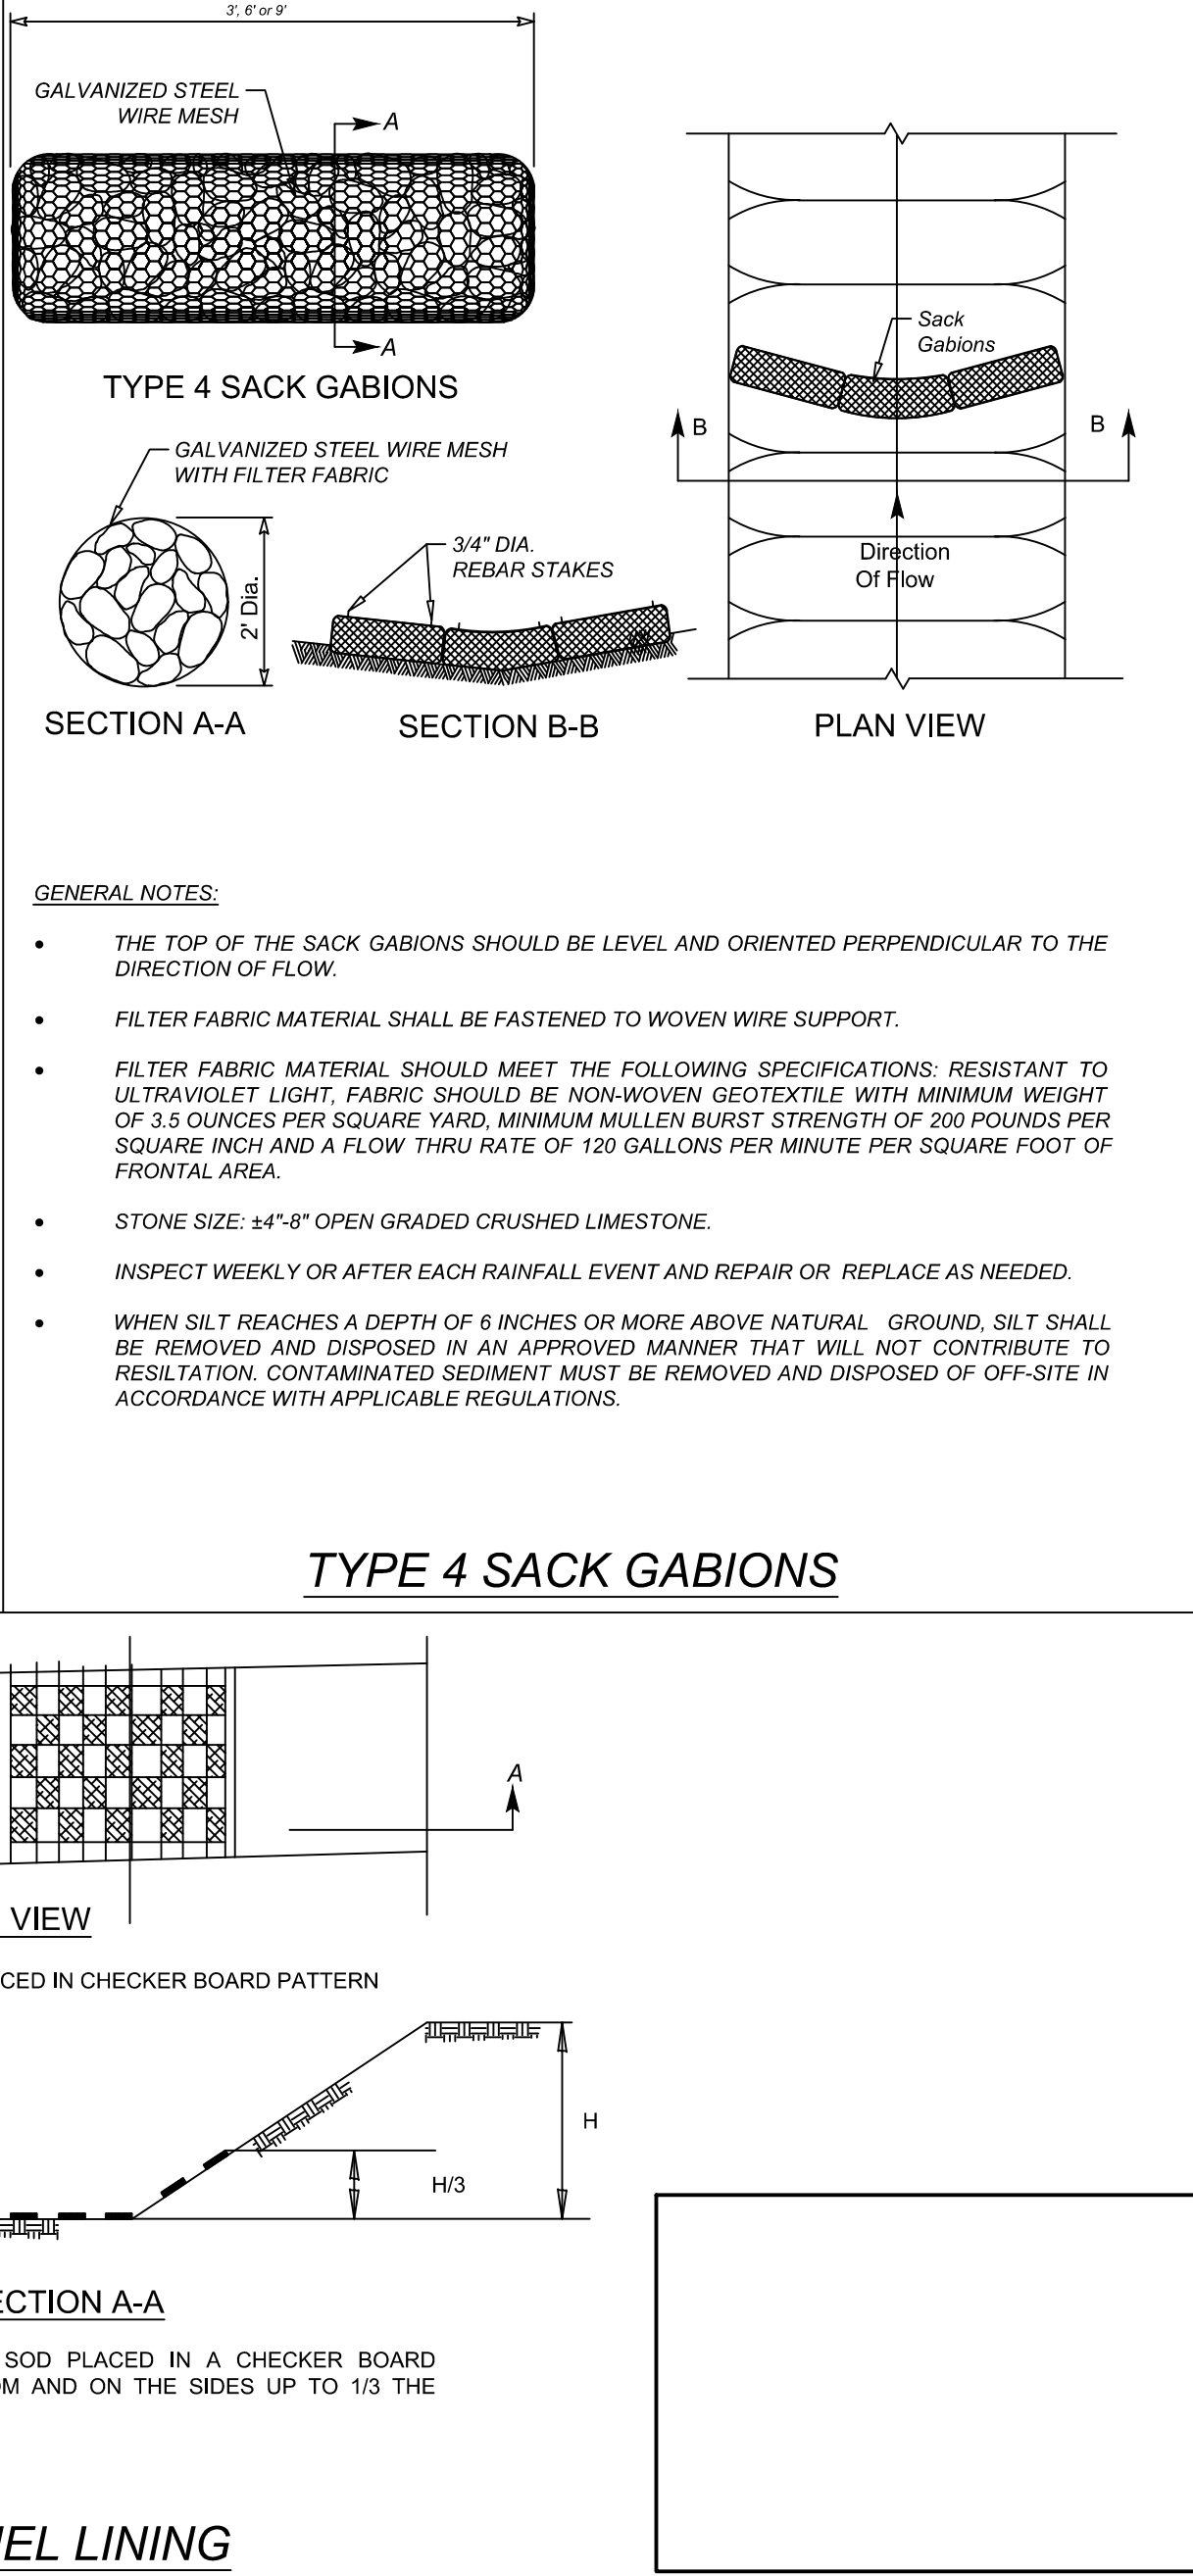 3', 6' or 9'
GALVANIZED STEEL
WIRE MESH
A
A
TYPE 4 SACK GABIONS
GALVANIZED STEEL WIRE MESH
WITH FILTER FABRIC
2' Dia.
SECTION A-A
3/4" DIA.
REBAR STAKES
SECTION B-B
Sack
Gabions
B
B
Direction
Of Flow
PLAN VIEW
GENERAL NOTES:
• THE TOP OF THE SACK GABIONS SHOULD BE LEVEL AND ORIENTED PERPENDICULAR TO THE
DIRECTION OF FLOW.
• FILTER FABRIC MATERIAL SHALL BE FASTENED TO WOVEN WIRE SUPPORT.
• FILTER FABRIC MATERIAL SHOULD MEET THE FOLLOWING SPECIFICATIONS: RESISTANT TO
ULTRAVIOLET LIGHT, FABRIC SHOULD BE NON-WOVEN GEOTEXTILE WITH MINIMUM WEIGHT
OF 3.5 OUNCES PER SQUARE YARD, MINIMUM MULLEN BURST STRENGTH OF 200 POUNDS PER
SQUARE INCH AND A FLOW THRU RATE OF 120 GALLONS PER MINUTE PER SQUARE FOOT OF
FRONTAL AREA.
• STONE SIZE: ±4"-8" OPEN GRADED CRUSHED LIMESTONE.
• INSPECT WEEKLY OR AFTER EACH RAINFALL EVENT AND REPAIR OR REPLACE AS NEEDED.
• WHEN SILT REACHES A DEPTH OF 6 INCHES OR MORE ABOVE NATURAL GROUND, SILT SHALL
BE REMOVED AND DISPOSED IN AN APPROVED MANNER THAT WILL NOT CONTRIBUTE TO
RESILTATION. CONTAMINATED SEDIMENT MUST BE REMOVED AND DISPOSED OF OFF-SITE IN
ACCORDANCE WITH APPLICABLE REGULATIONS.
TYPE 4 SACK GABIONS
A
VIEW
CED IN CHECKER BOARD PATTERN
H
H/3
ECTION A-A
SOD PLACED IN A CHECKER BOARD
OM AND ON THE SIDES UP TO 1/3 THE
NEL LINING